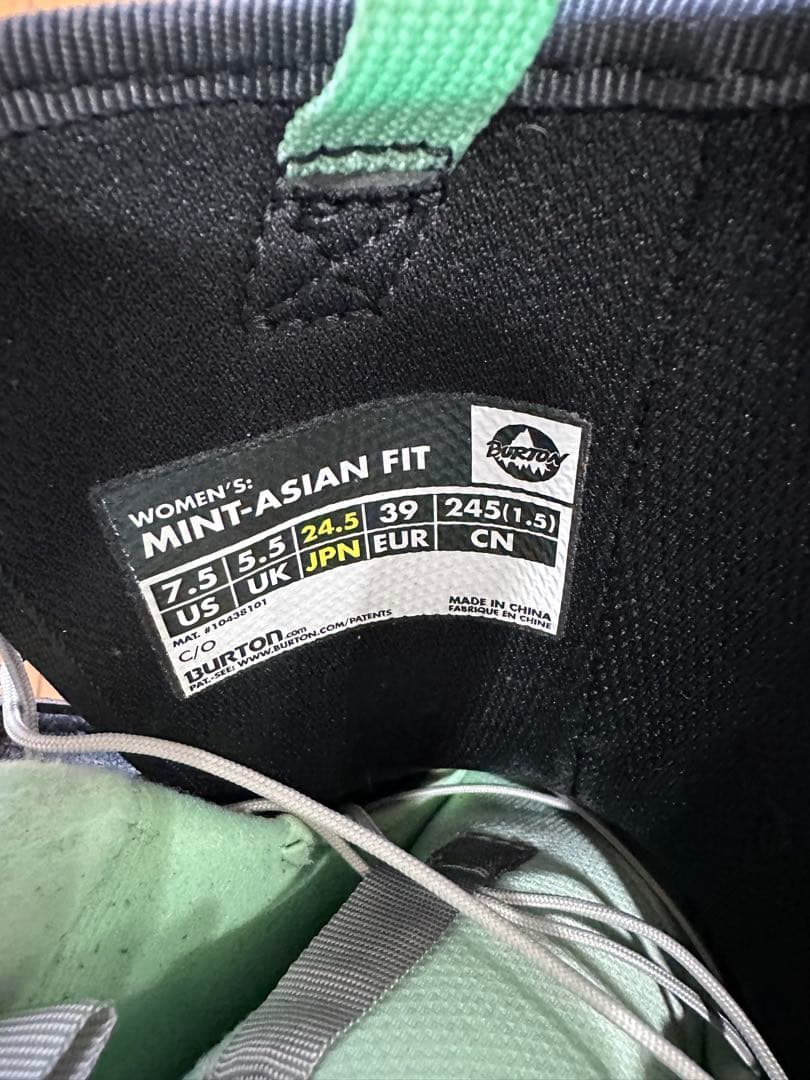 WOMEN'S:
MINT-ASIAN FIT
BURTON
7.5 5.5 24.5 39 245(1.5)
US UK JPN EUR CN
MAT. #10438101
C/O
BURTON.com
PAT.-SEE: WWW.BURTON.COM/PATENTS
MADE IN CHINA
FABRIQUE EN CHINE